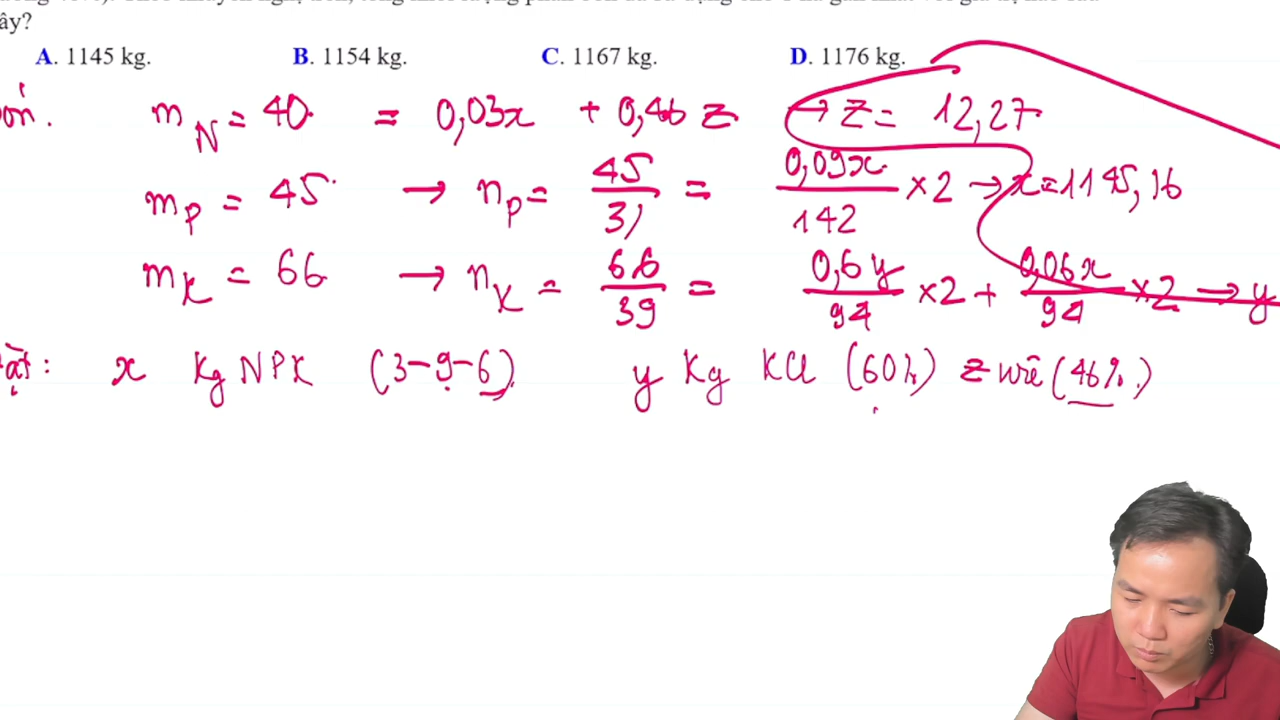 ây?
A. 1145 kg. B. 1154 kg. C. 1167 kg. D. 1176 kg.
m_N = 40 = 0,03x + 0,46 z → z = 12,27
m_P = 45 → n_P = 45/31 = 0,09x/142 ×2 → x=1145,16
m_K = 66 → n_K = 66/39 = 0,6y/94 ×2 + 0,06x/94 ×2 → y
x kg NPK (3-9-6) y kg KCl (60%) z urê (46%)